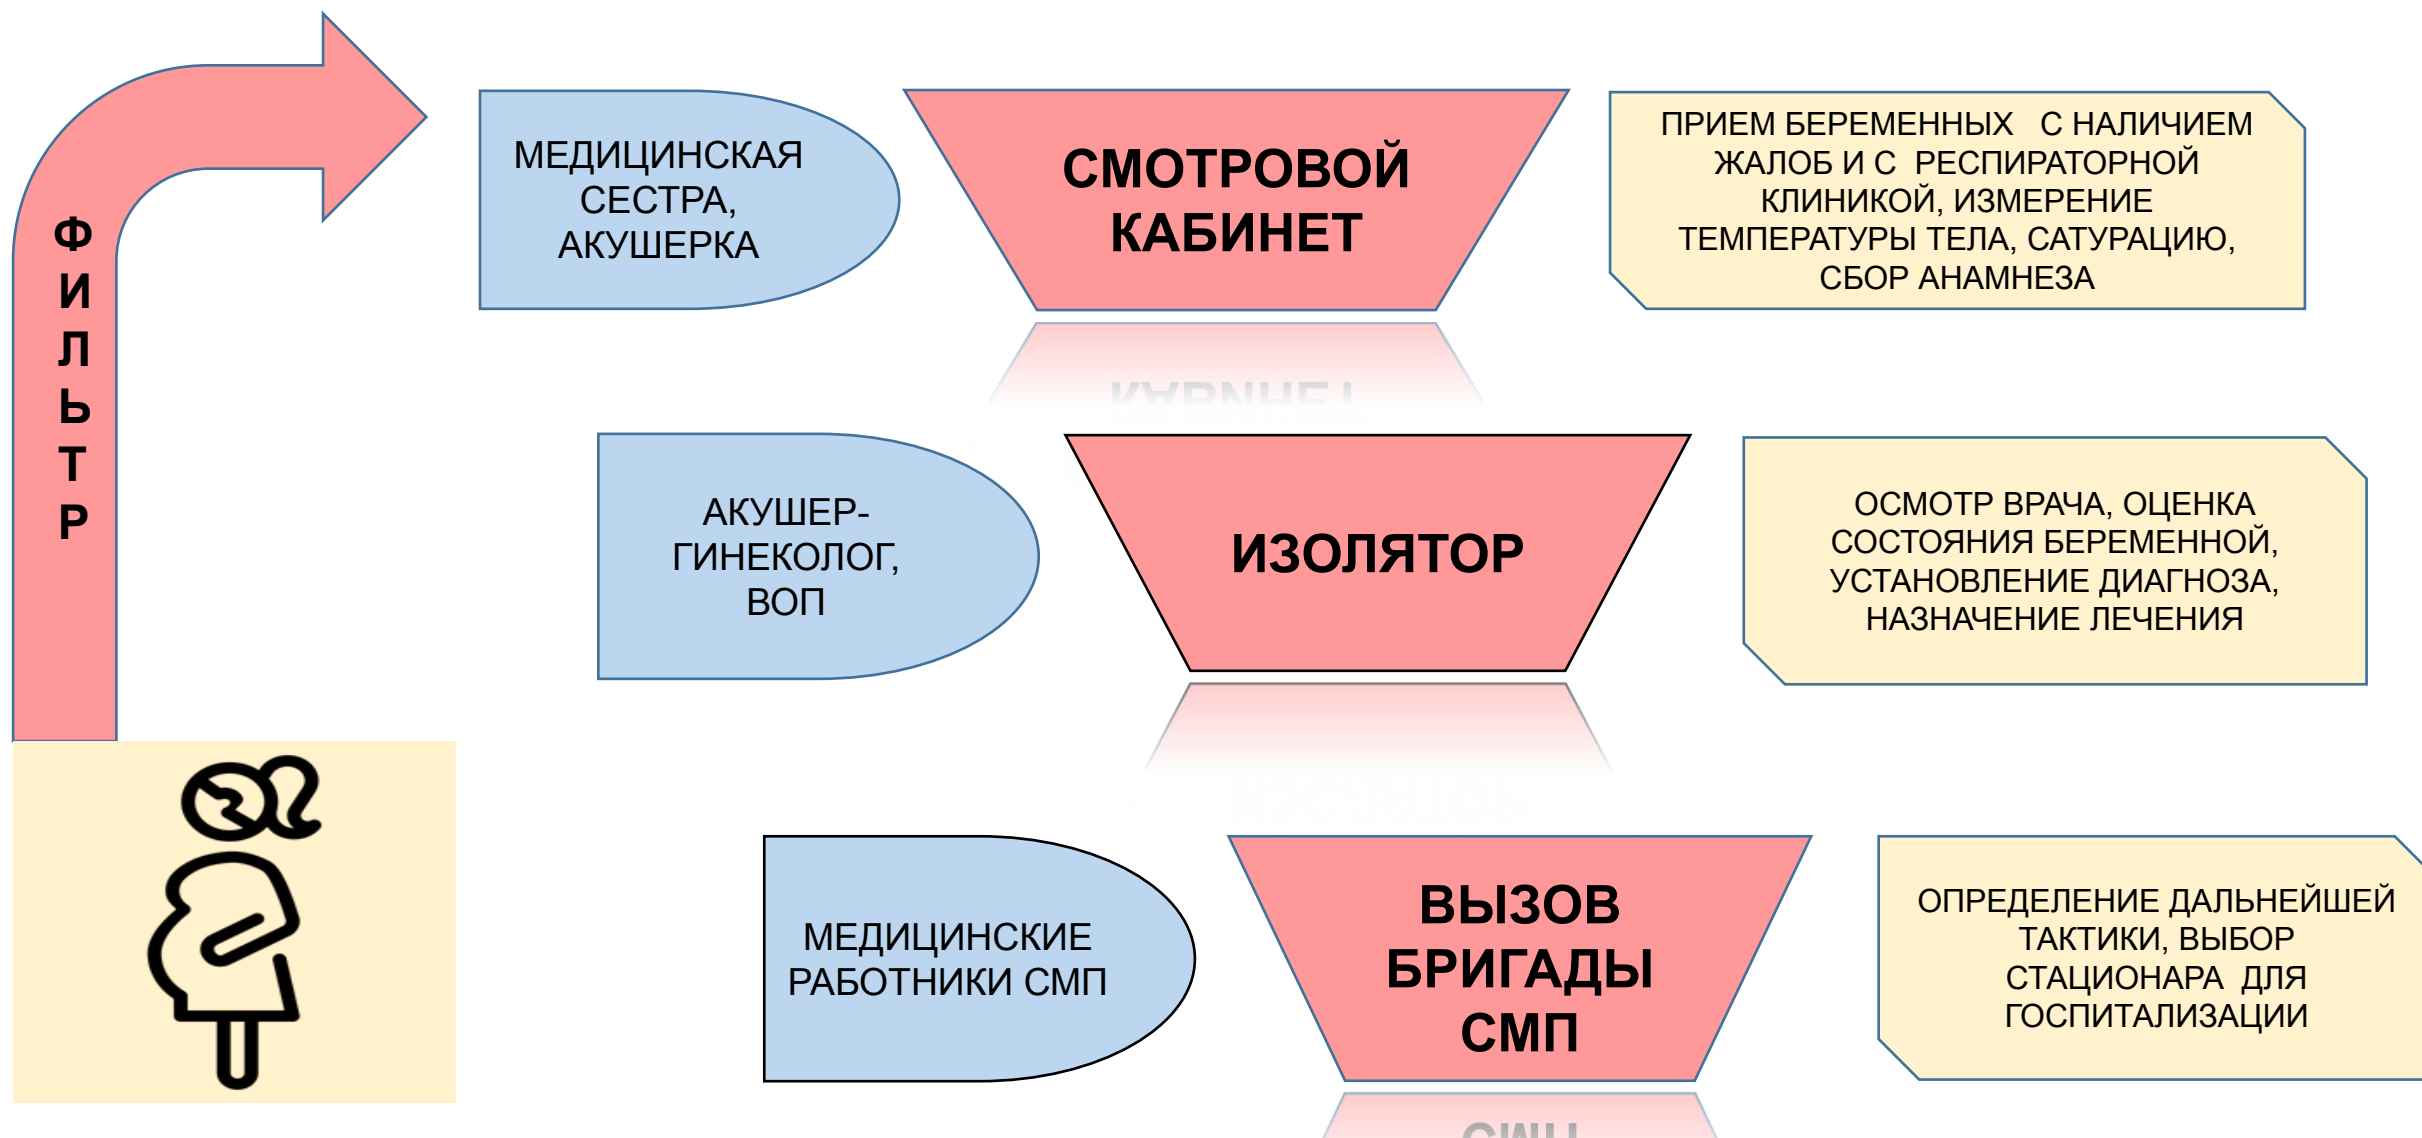 ФИЛЬТР
МЕДИЦИНСКАЯ
СЕСТРА,
АКУШЕРКА
СМОТРОВОЙ
КАБИНЕТ
ПРИЕМ БЕРЕМЕННЫХ С НАЛИЧИЕМ
ЖАЛОБ И С РЕСПИРАТОРНОЙ
КЛИНИКОЙ, ИЗМЕРЕНИЕ
ТЕМПЕРАТУРЫ ТЕЛА, САТУРАЦИЮ,
СБОР АНАМНЕЗА
АКУШЕР-
ГИНЕКОЛОГ,
ВОП
ИЗОЛЯТОР
ОСМОТР ВРАЧА, ОЦЕНКА
СОСТОЯНИЯ БЕРЕМЕННОЙ,
УСТАНОВЛЕНИЕ ДИАГНОЗА,
НАЗНАЧЕНИЕ ЛЕЧЕНИЯ
МЕДИЦИНСКИЕ
РАБОТНИКИ СМП
ВЫЗОВ
БРИГАДЫ
СМП
ОПРЕДЕЛЕНИЕ ДАЛЬНЕЙШЕЙ
ТАКТИКИ, ВЫБОР
СТАЦИОНАРА ДЛЯ
ГОСПИТАЛИЗАЦИИ